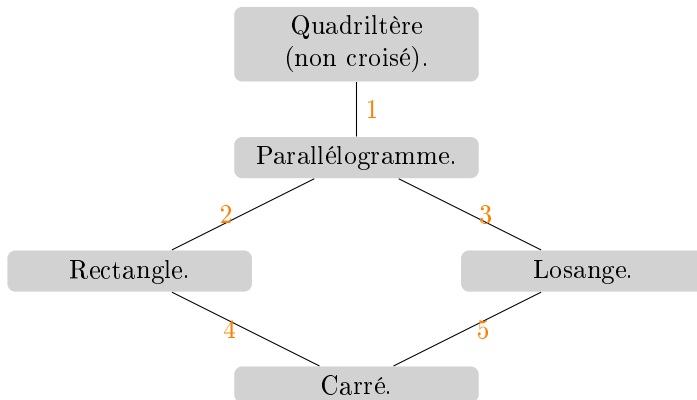 Quadriltère
(non croisé).
1
Parallélogramme.
2
3
Rectangle.
Losange.
4
5
Carré.